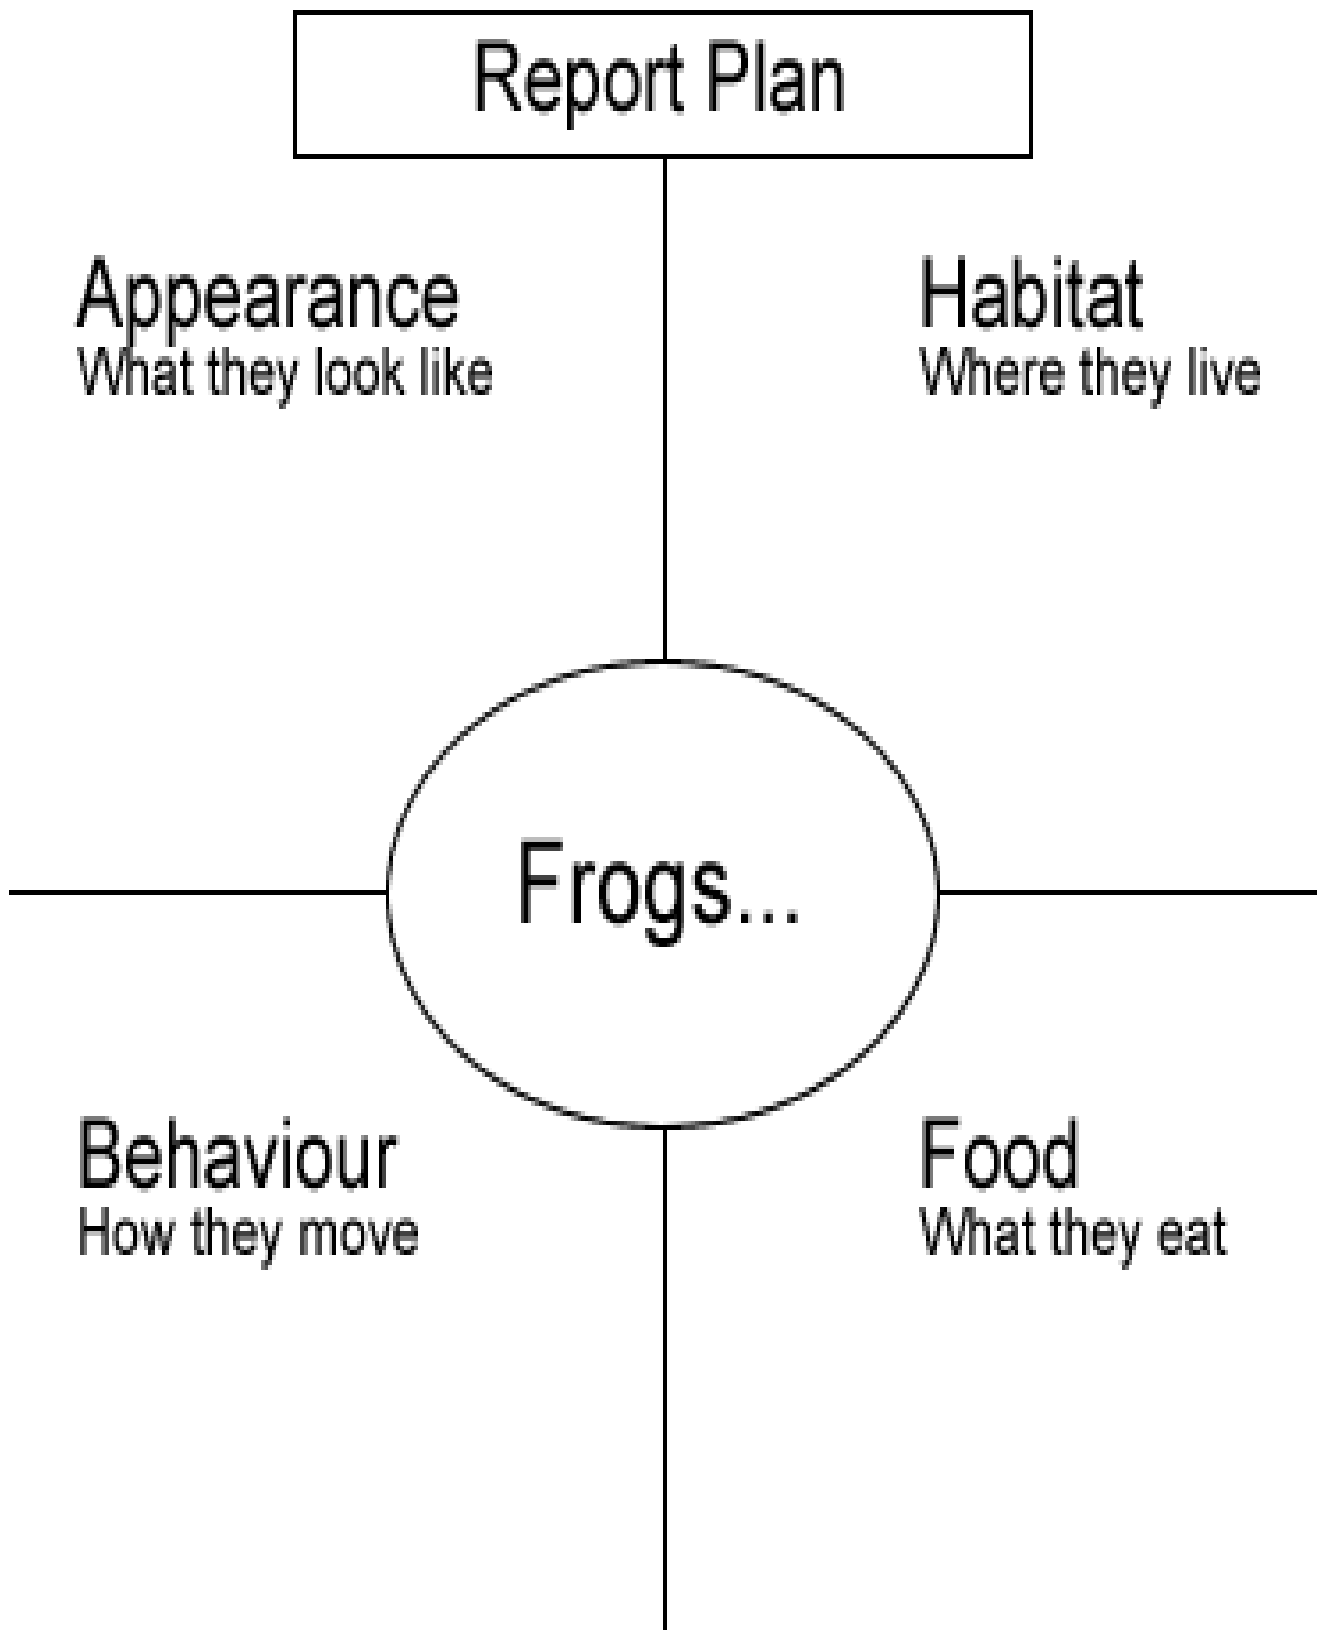 Report Plan
Appearance
What they look like
Habitat
Where they live
Frogs...
Behaviour
How they move
Food
What they eat